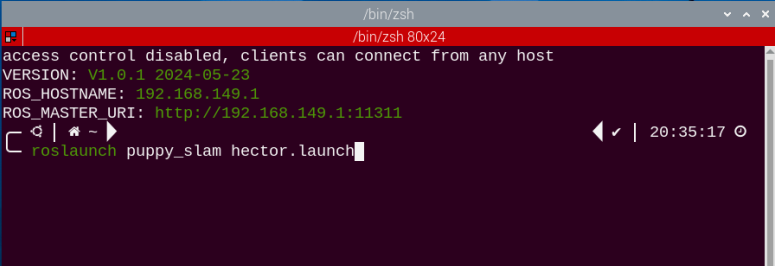 /bin/zsh
/bin/zsh 80x24
access control disabled, clients can connect from any host
VERSION: V1.0.1 2024-05-23
ROS_HOSTNAME: 192.168.149.1
ROS_MASTER_URI: http://192.168.149.1:11311
~ ✔ 20:35:17
roslaunch puppy_slam hector.launch